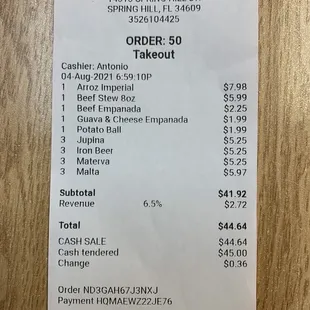 SPRING HILL, FL 34609
3526104425
ORDER: 50
Takeout
Cashier: Antonio
04-Aug-2021 6:59:10P
1 Arroz Imperial $7.98
1 Beef Stew 8oz $5.99
1 Beef Empanada $2.25
1 Guava & Cheese Empanada $1.99
1 Potato Ball $1.99
3 Jupina $5.25
3 Iron Beer $5.25
3 Materva $5.25
3 Malta $5.97
Subtotal $41.92
Revenue 6.5% $2.72
Total $44.64
CASH SALE $44.64
Cash tendered $45.00
Change $0.36
Order ND3GAH67J3NXJ
Payment HQMAEWZ22JE76